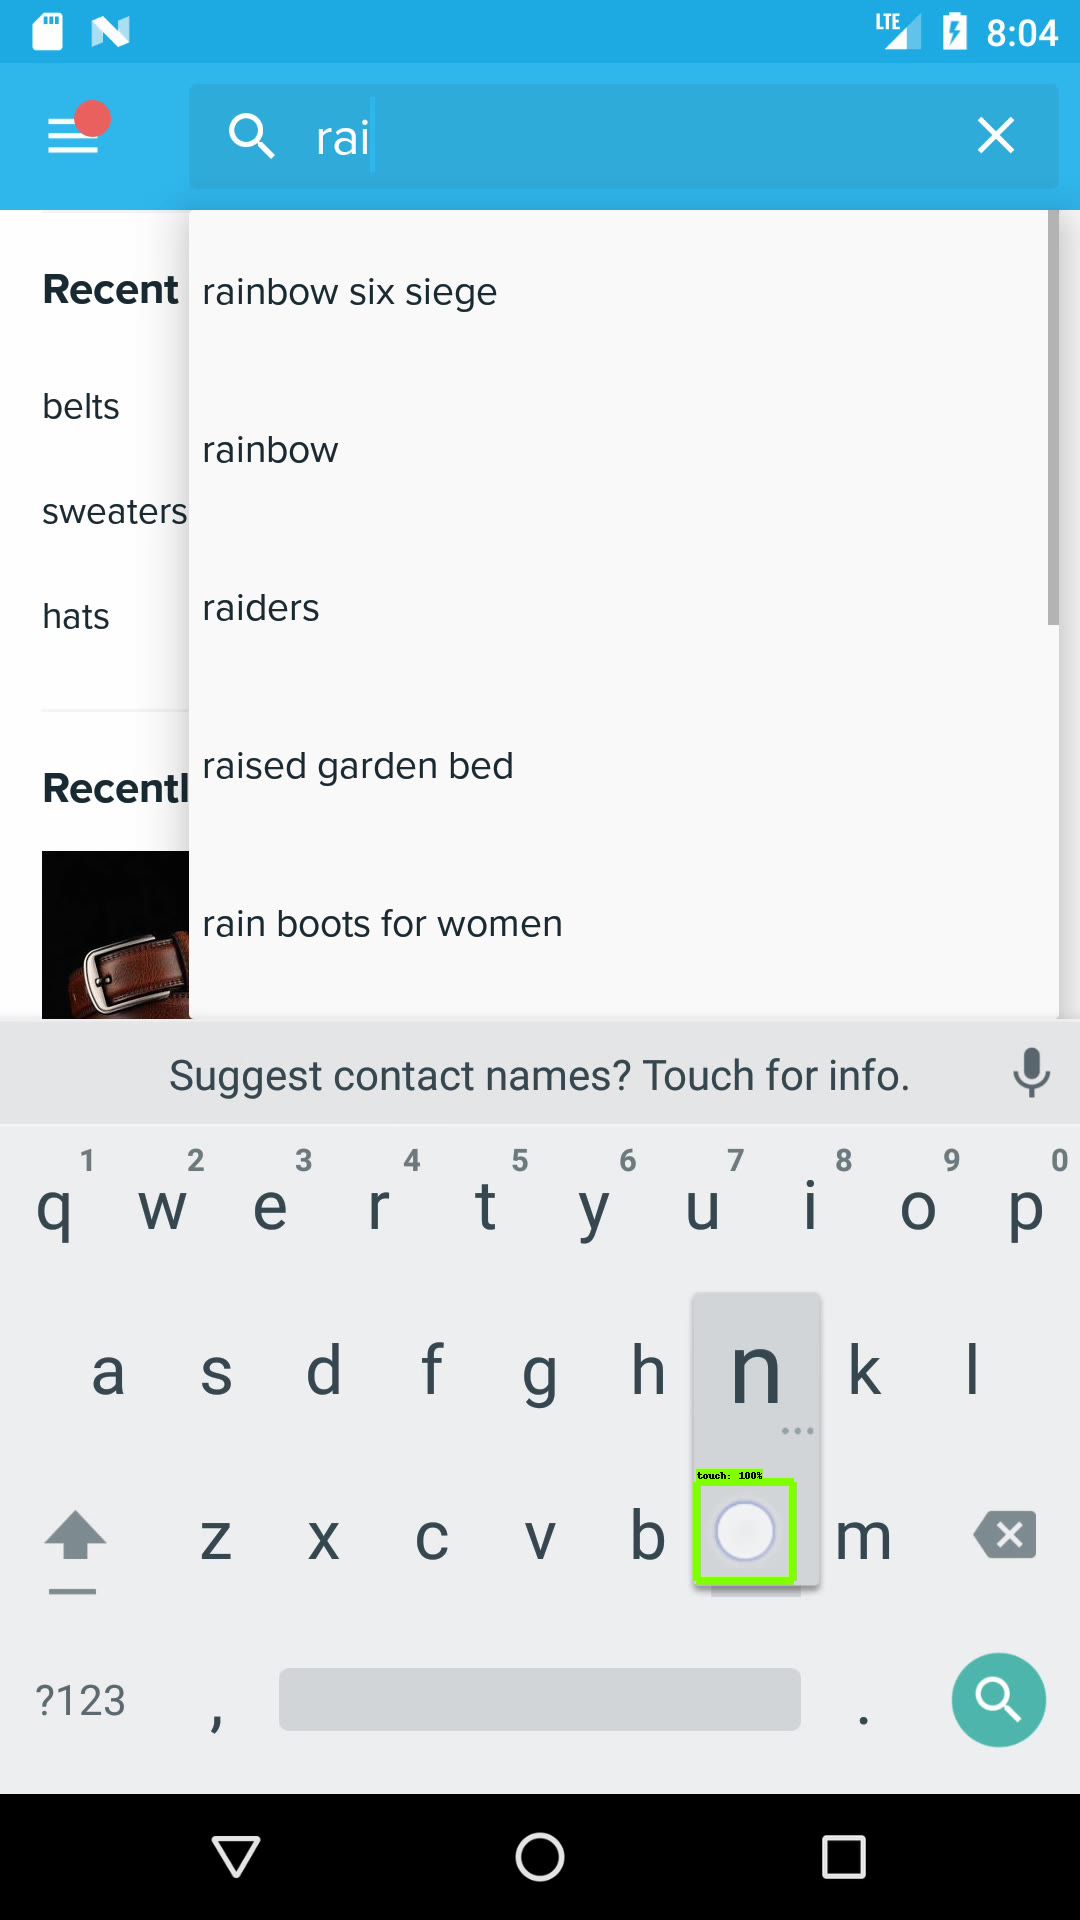 LTE 8:04
rai
Recent
rainbow six siege
belts
rainbow
sweaters
hats
raiders
raised garden bed
Recentl
rain boots for women
Suggest contact names? Touch for info.
1 2 3 4 5 6 7 8 9 0
q w e r t y u i o p
a s d f g h n k l
touch: 100%
z x c v b m
?123 , .